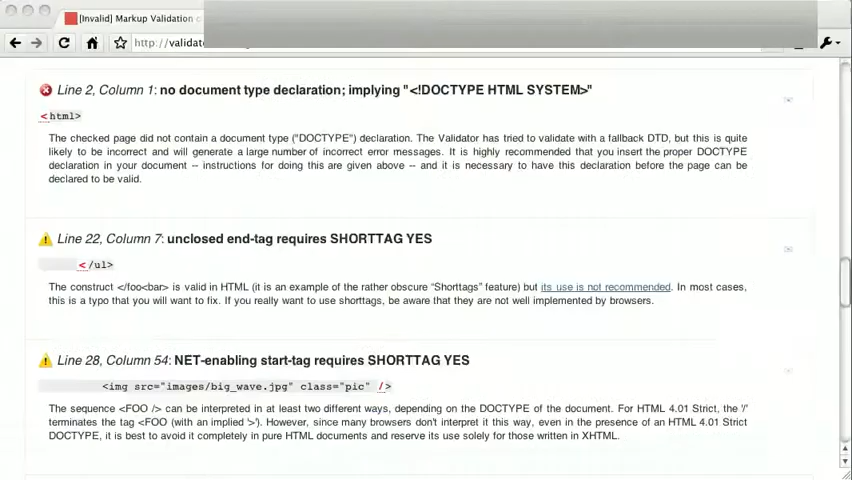 [Invalid] Markup Validation
http://validat
Line 2, Column 1: no document type declaration; implying "<!DOCTYPE HTML SYSTEM>"
<html>
The checked page did not contain a document type ("DOCTYPE") declaration. The Validator has tried to validate with a fallback DTD, but this is quite
likely to be incorrect and will generate a large number of incorrect error messages. It is highly recommended that you insert the proper DOCTYPE
declaration in your document -- instructions for doing this are given above -- and it is necessary to have this declaration before the page can be
declared to be valid.
Line 22, Column 7: unclosed end-tag requires SHORTTAG YES
</ul>
The construct </foo<bar> is valid in HTML (it is an example of the rather obscure “Shorttags” feature) but its use is not recommended. In most cases,
this is a typo that you will want to fix. If you really want to use shorttags, be aware that they are not well implemented by browsers.
Line 28, Column 54: NET-enabling start-tag requires SHORTTAG YES
<img src="images/big_wave.jpg" class="pic" />
The sequence <FOO /> can be interpreted in at least two different ways, depending on the DOCTYPE of the document. For HTML 4.01 Strict, the '/'
terminates the tag <FOO (with an implied '>'). However, since many browsers don't interpret it this way, even in the presence of an HTML 4.01 Strict
DOCTYPE, it is best to avoid it completely in pure HTML documents and reserve its use solely for those written in XHTML.